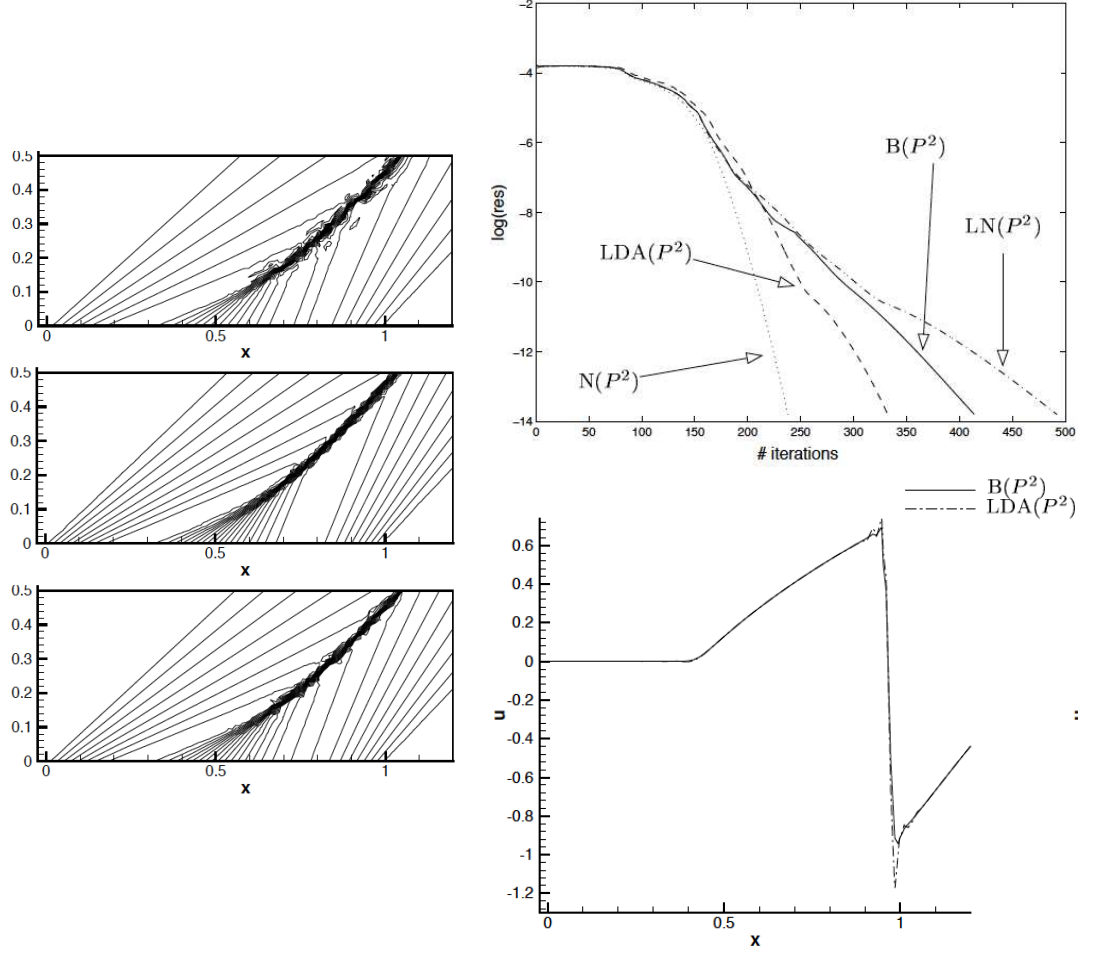 0.5
0.4
0.3
0.2
0.1
0
0 0.5 1
x
0.5
0.4
0.3
0.2
0.1
0
0 0.5 1
x
0.5
0.4
0.3
0.2
0.1
0
0 0.5 1
x
−2
−4
−6
−8
−10
−12
−14
log(res)
B(P²)
LN(P²)
LDA(P²)
N(P²)
0 50 100 150 200 250 300 350 400 450 500
# iterations
B(P²)
LDA(P²)
0.6
0.4
0.2
0
-0.2
-0.4
-0.6
-0.8
-1
-1.2
u
0 0.5 1
x